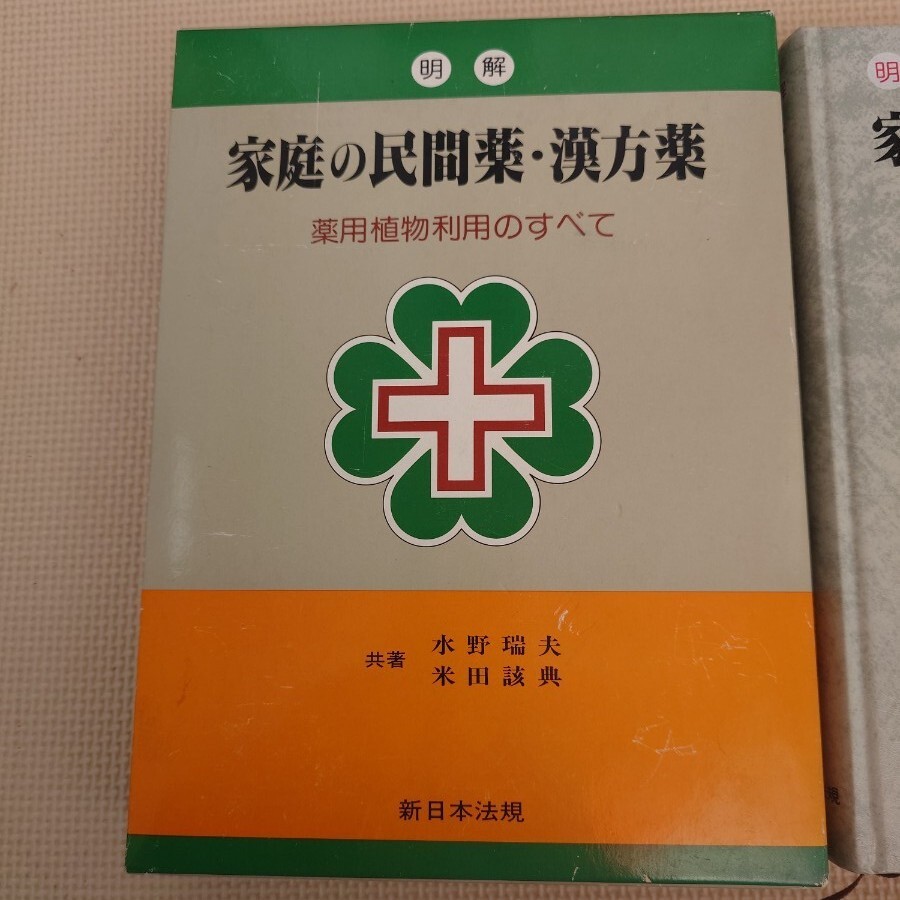 明解
家庭の民間薬・漢方薬
薬用植物利用のすべて
共著
水野瑞夫
米田該典
新日本法規
明
家
規